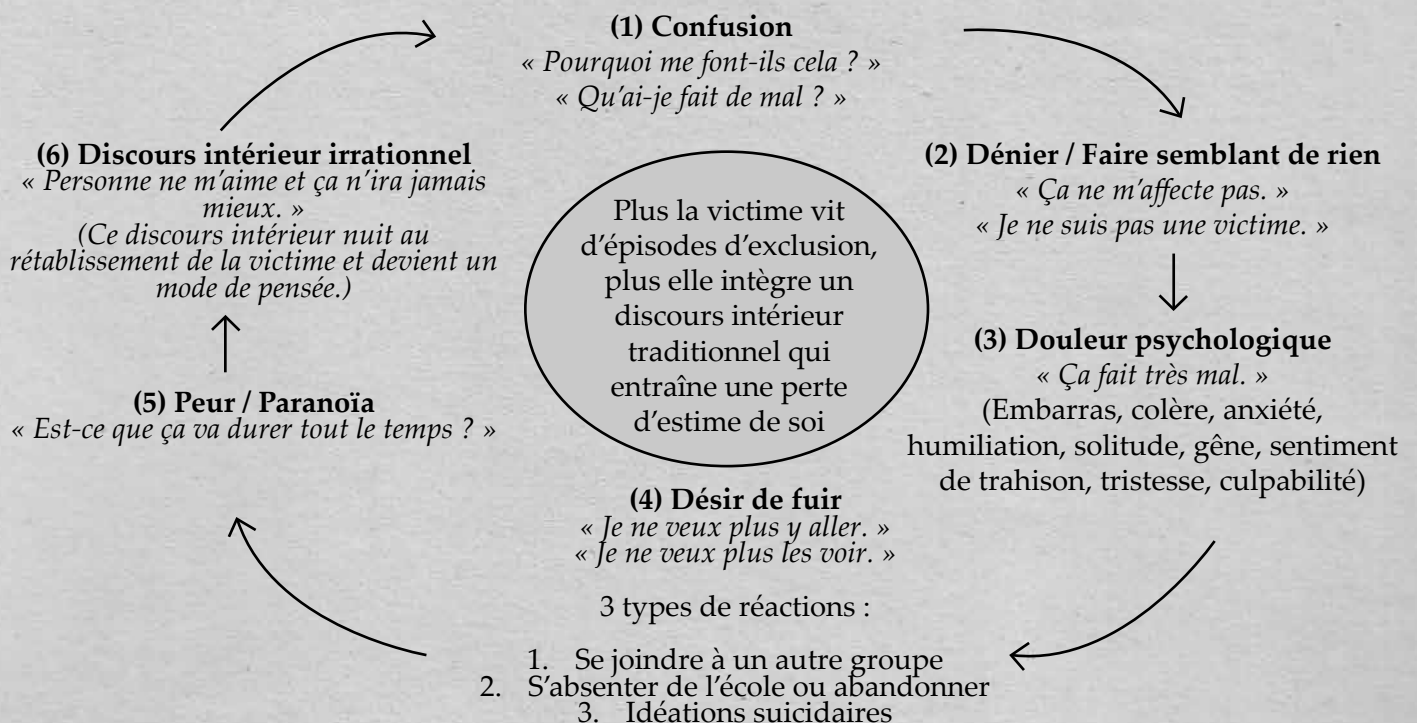 (1) Confusion
« Pourquoi me font-ils cela ? »
« Qu'ai-je fait de mal ? »
(2) Dénier / Faire semblant de rien
« Ça ne m'affecte pas. »
« Je ne suis pas une victime. »
(3) Douleur psychologique
« Ça fait très mal. »
(Embarras, colère, anxiété,
humiliation, solitude, gêne, sentiment
de trahison, tristesse, culpabilité)
(4) Désir de fuir
« Je ne veux plus y aller. »
« Je ne veux plus les voir. »
3 types de réactions :
1. Se joindre à un autre groupe
2. S'absenter de l'école ou abandonner
3. Idéations suicidaires
(5) Peur / Paranoïa
« Est-ce que ça va durer tout le temps ? »
(6) Discours intérieur irrationnel
« Personne ne m'aime et ça n'ira jamais
mieux. »
(Ce discours intérieur nuit au
rétablissement de la victime et devient un
mode de pensée.)
Plus la victime vit
d'épisodes d'exclusion,
plus elle intègre un
discours intérieur
traditionnel qui
entraîne une perte
d'estime de soi